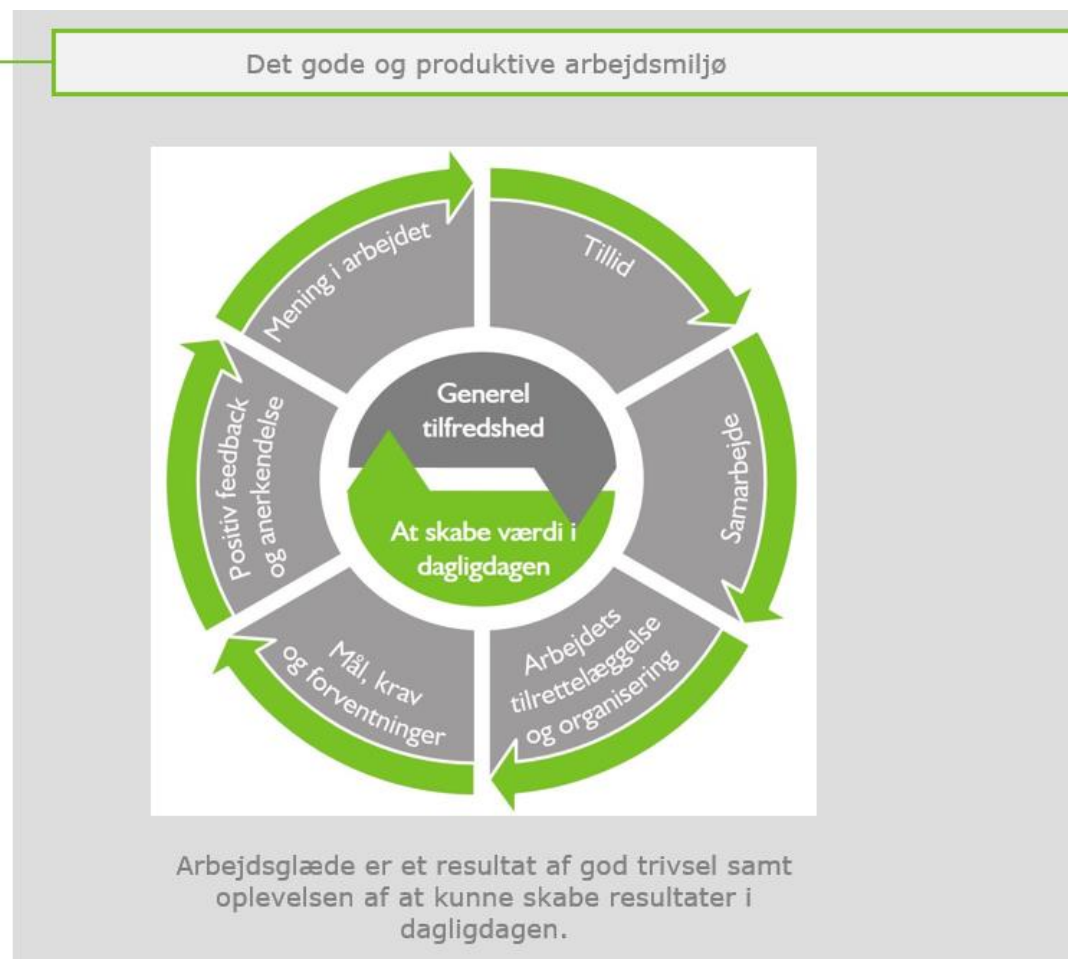 Det gode og produktive arbejdsmiljø
Mening i arbejdet
Tillid
Samarbejde
Arbejdets
tilrettelæggelse
og organisering
Mål, krav
og forventninger
Positiv feedback
og anerkendelse
Generel
tilfredshed
At skabe værdi i
dagligdagen
Arbejdsglæde er et resultat af god trivsel samt
oplevelsen af at kunne skabe resultater i
dagligdagen.